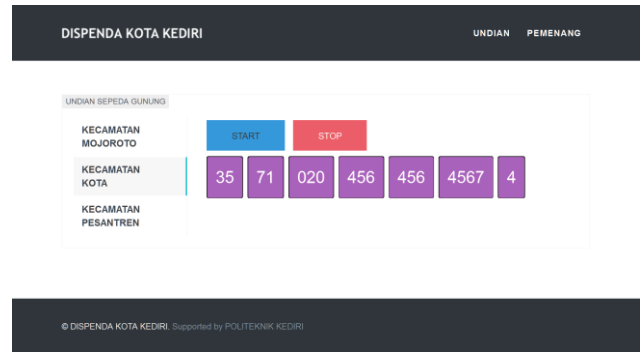 DISPENDA KOTA KEDIRI UNDIAN PEMENANG
UNDIAN SEPEDA GUNUNG
KECAMATAN
MOJOROTO
KECAMATAN
KOTA
KECAMATAN
PESANTREN
START STOP
35 71 020 456 456 4567 4
© DISPENDA KOTA KEDIRI. Supported by POLITEKNIK KEDIRI